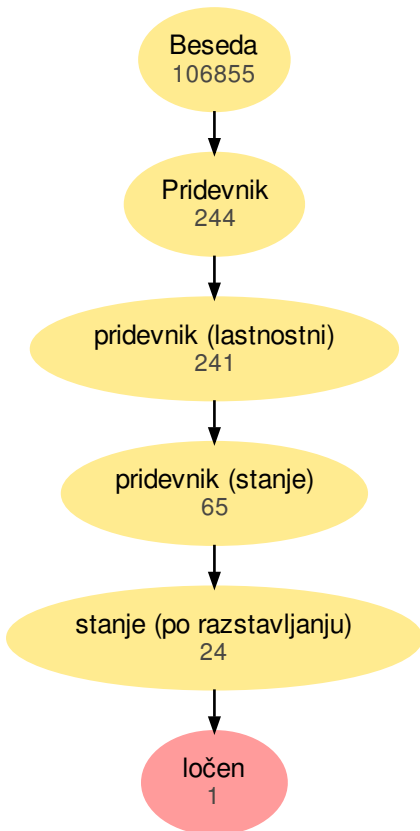 Beseda
106855
Pridevnik
244
pridevnik (lastnostni)
241
pridevnik (stanje)
65
stanje (po razstavljanju)
24
ločen
1